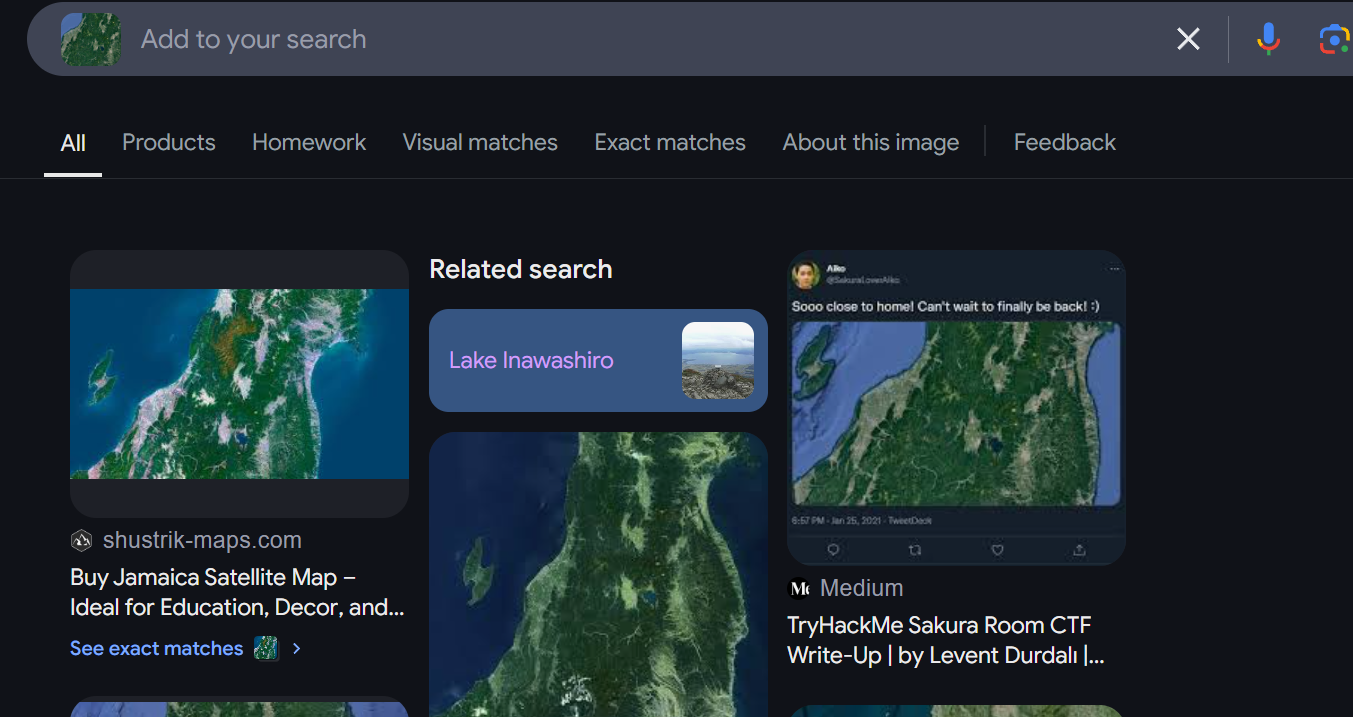 Add to your search
All
Products
Homework
Visual matches
Exact matches
About this image
Feedback
shustrik-maps.com
Buy Jamaica Satellite Map –
Ideal for Education, Decor, and...
See exact matches
Related search
Lake Inawashiro
Aiko
@SakuraLoverAiko
Sooo close to home! Can't wait to finally be back! :)
6:57 PM · Jan 25, 2021 · TweetDeck
Medium
TryHackMe Sakura Room CTF
Write-Up | by Levent Durdalı |...